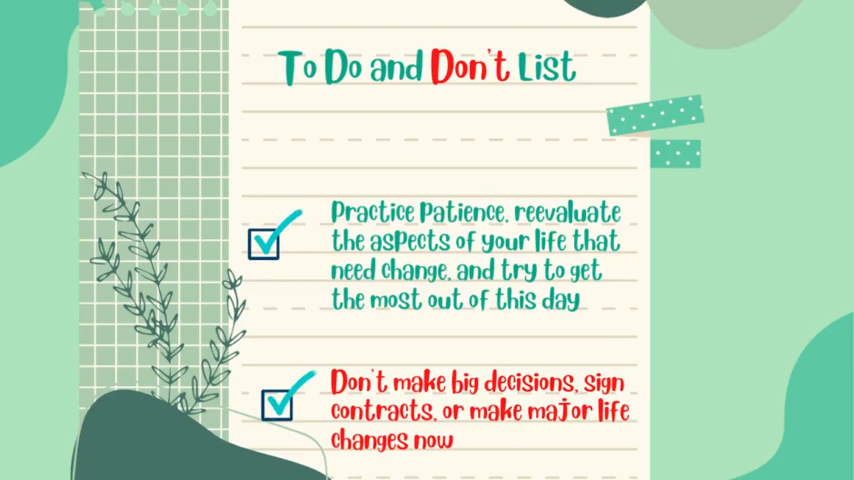 To Do and Don't List
Practice Patience, reevaluate
the aspects of your life that
need change, and try to get
the most out of this day
Don't make big decisions, sign
contracts, or make major life
changes now